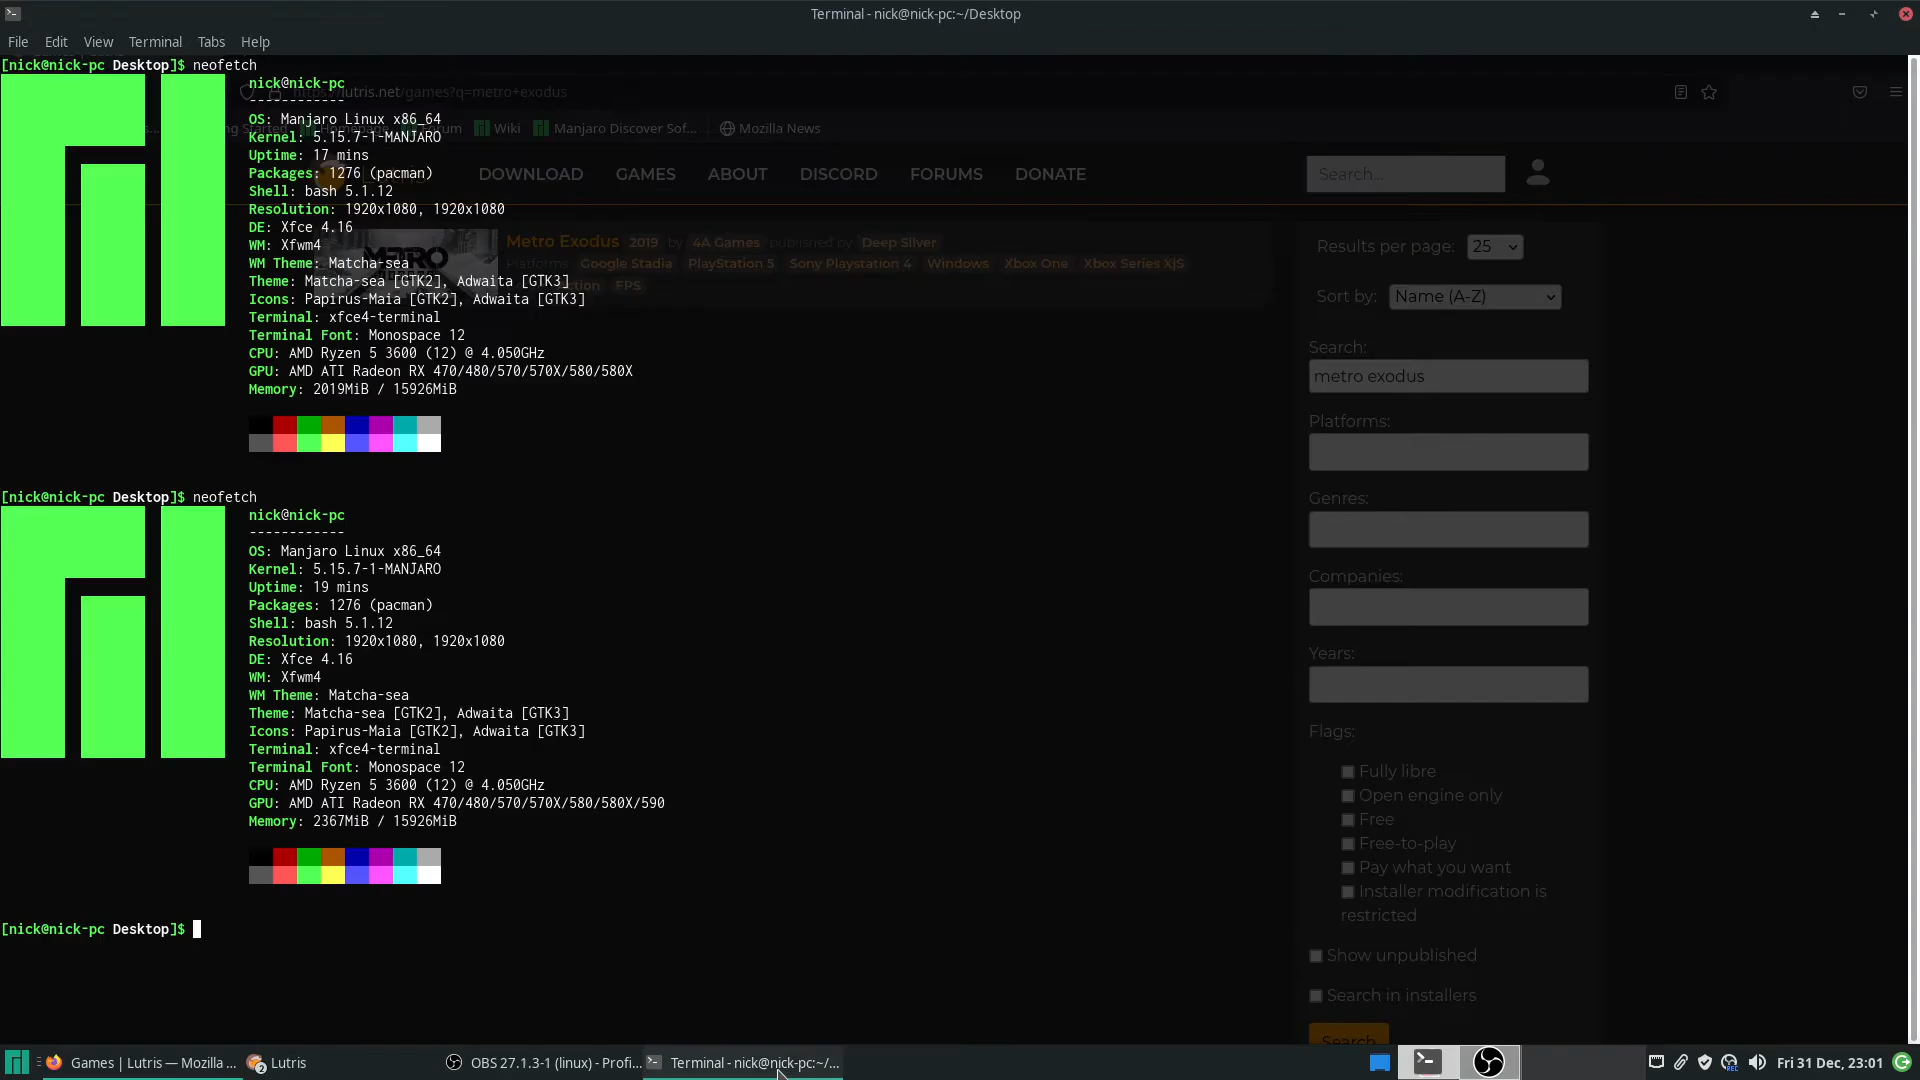 Terminal - nick@nick-pc:~/Desktop
File Edit View Terminal Tabs Help
[nick@nick-pc Desktop]$ neofetch
nick@nick-pc
------------
OS: Manjaro Linux x86_64
Kernel: 5.15.7-1-MANJARO
Uptime: 17 mins
Packages: 1276 (pacman)
Shell: bash 5.1.12
Resolution: 1920x1080, 1920x1080
DE: Xfce 4.16
WM: Xfwm4
WM Theme: Matcha-sea
Theme: Matcha-sea [GTK2], Adwaita [GTK3]
Icons: Papirus-Maia [GTK2], Adwaita [GTK3]
Terminal: xfce4-terminal
Terminal Font: Monospace 12
CPU: AMD Ryzen 5 3600 (12) @ 4.050GHz
GPU: AMD ATI Radeon RX 470/480/570/570X/580/580X
Memory: 2019MiB / 15926MiB
[nick@nick-pc Desktop]$ neofetch
nick@nick-pc
------------
OS: Manjaro Linux x86_64
Kernel: 5.15.7-1-MANJARO
Uptime: 19 mins
Packages: 1276 (pacman)
Shell: bash 5.1.12
Resolution: 1920x1080, 1920x1080
DE: Xfce 4.16
WM: Xfwm4
WM Theme: Matcha-sea
Theme: Matcha-sea [GTK2], Adwaita [GTK3]
Icons: Papirus-Maia [GTK2], Adwaita [GTK3]
Terminal: xfce4-terminal
Terminal Font: Monospace 12
CPU: AMD Ryzen 5 3600 (12) @ 4.050GHz
GPU: AMD ATI Radeon RX 470/480/570/570X/580/580X/590
Memory: 2367MiB / 15926MiB
[nick@nick-pc Desktop]$
https://lutris.net/games?q=metro+exodus
Homepage Forum Wiki Manjaro Discover Sof... Mozilla News
DOWNLOAD GAMES ABOUT DISCORD FORUMS DONATE Search...
METRO
Metro Exodus 2019 by 4A Games published by Deep Silver
Platforms: Google Stadia PlayStation 5 Sony Playstation 4 Windows Xbox One Xbox Series X|S
FPS
Results per page: 25
Sort by: Name (A-Z)
Search:
metro exodus
Platforms:
Genres:
Companies:
Years:
Flags:
Fully libre
Open engine only
Free
Free-to-play
Pay what you want
Installer modification is
restricted
Show unpublished
Search in installers
Search
Games | Lutris — Mozilla ... 2 Lutris OBS 27.1.3-1 (linux) - Profi... Terminal - nick@nick-pc:~/... REC Fri 31 Dec, 23:01